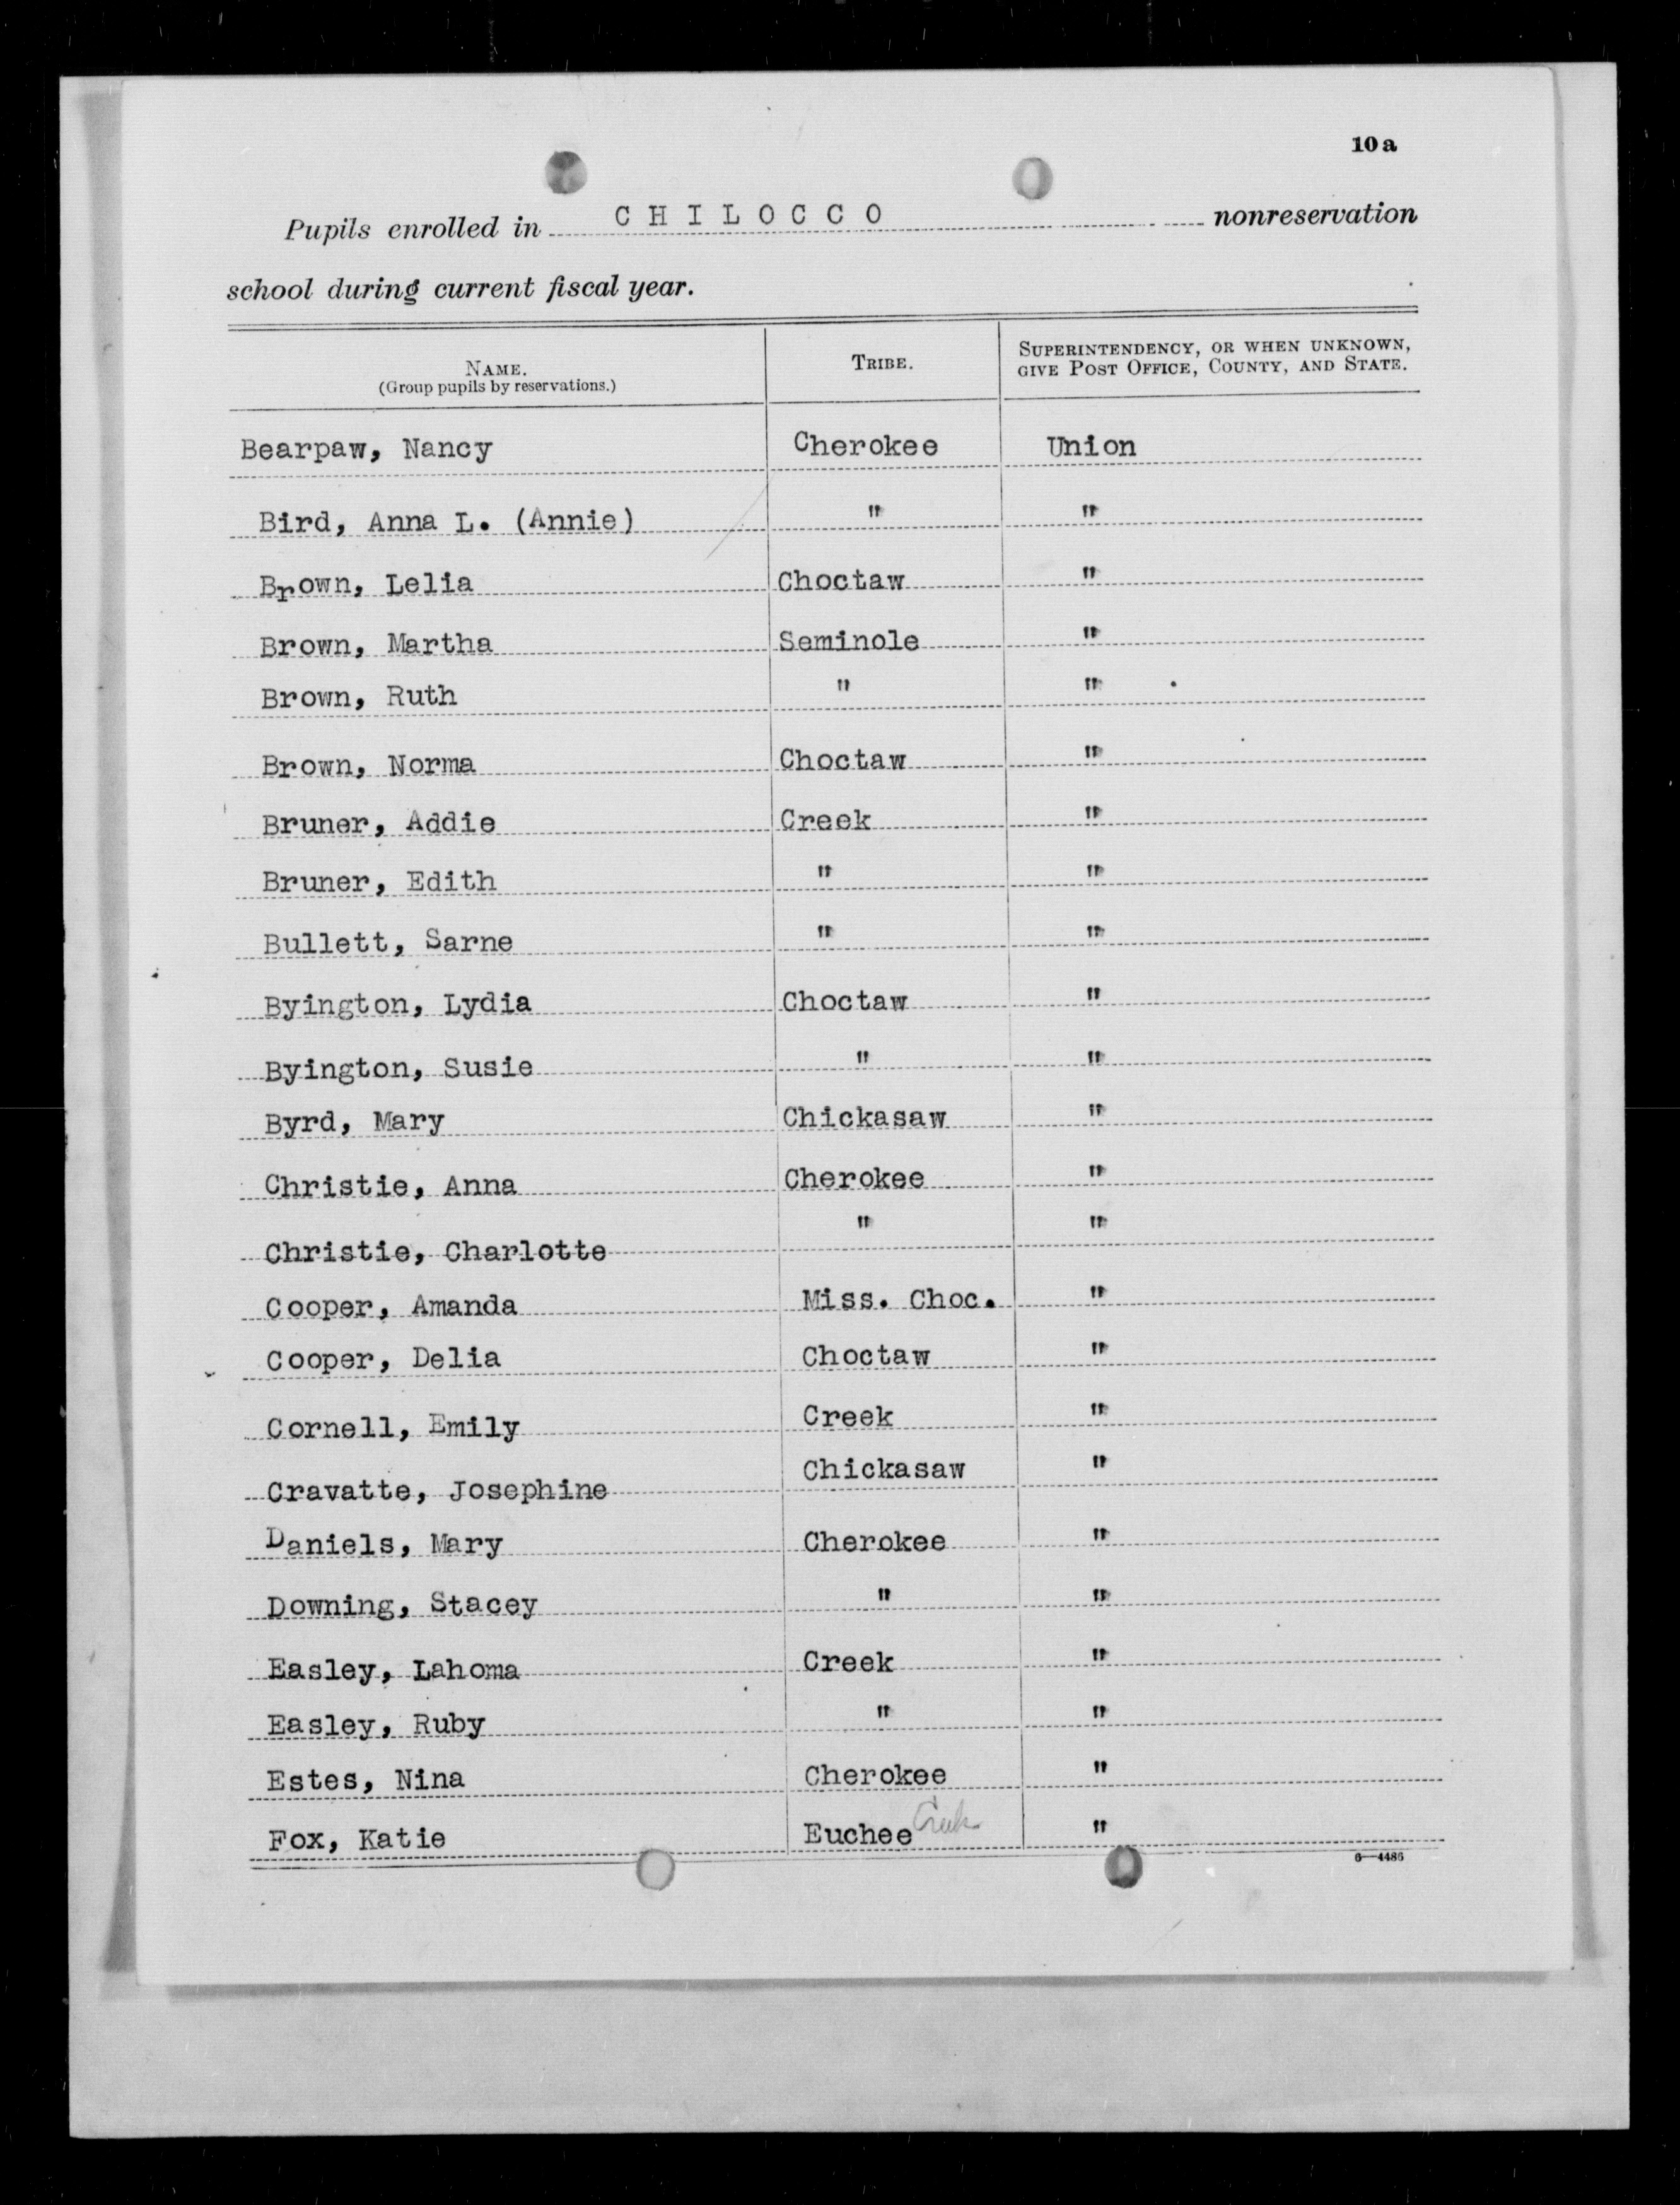 10a
Pupils enrolled in CHILOCCO nonreservation
school during current fiscal year.
NAME. TRIBE. SUPERINTENDENCY, OR WHEN UNKNOWN,
(Group pupils by reservations.) GIVE POST OFFICE, COUNTY, AND STATE.
Bearpaw, Nancy Cherokee Union
Bird, Anna L. (Annie) " "
Brown, Lelia Choctaw "
Brown, Martha Seminole "
Brown, Ruth " "
Brown, Norma Choctaw "
Bruner, Addie Creek "
Bruner, Edith " "
Bullett, Sarne " "
Byington, Lydia Choctaw "
Byington, Susie " "
Byrd, Mary Chickasaw "
Christie, Anna Cherokee "
Christie, Charlotte " "
Cooper, Amanda Miss. Choc. "
Cooper, Delia Choctaw "
Cornell, Emily Creek "
Cravatte, Josephine Chickasaw "
Daniels, Mary Cherokee "
Downing, Stacey " "
Easley, Lahoma Creek "
Easley, Ruby " "
Estes, Nina Cherokee "
Fox, Katie Euchee Creek "
6—4486